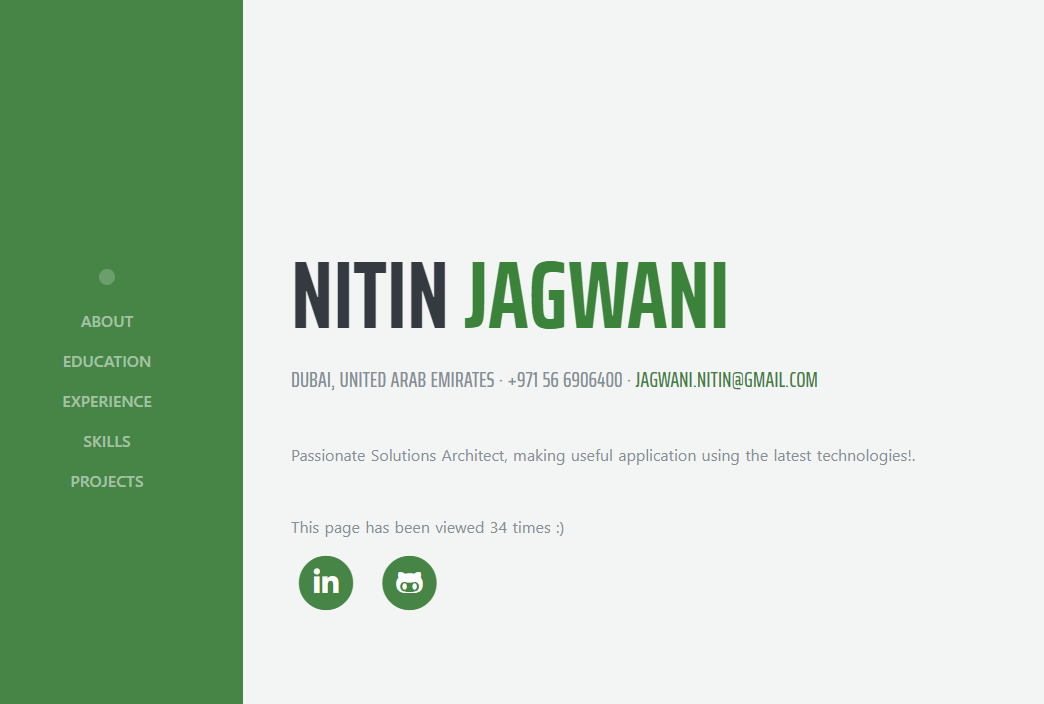 ABOUT
EDUCATION
EXPERIENCE
SKILLS
PROJECTS
NITIN JAGWANI
DUBAI, UNITED ARAB EMIRATES · +971 56 6906400 · JAGWANI.NITIN@GMAIL.COM
Passionate Solutions Architect, making useful application using the latest technologies!.
This page has been viewed 34 times :)
in